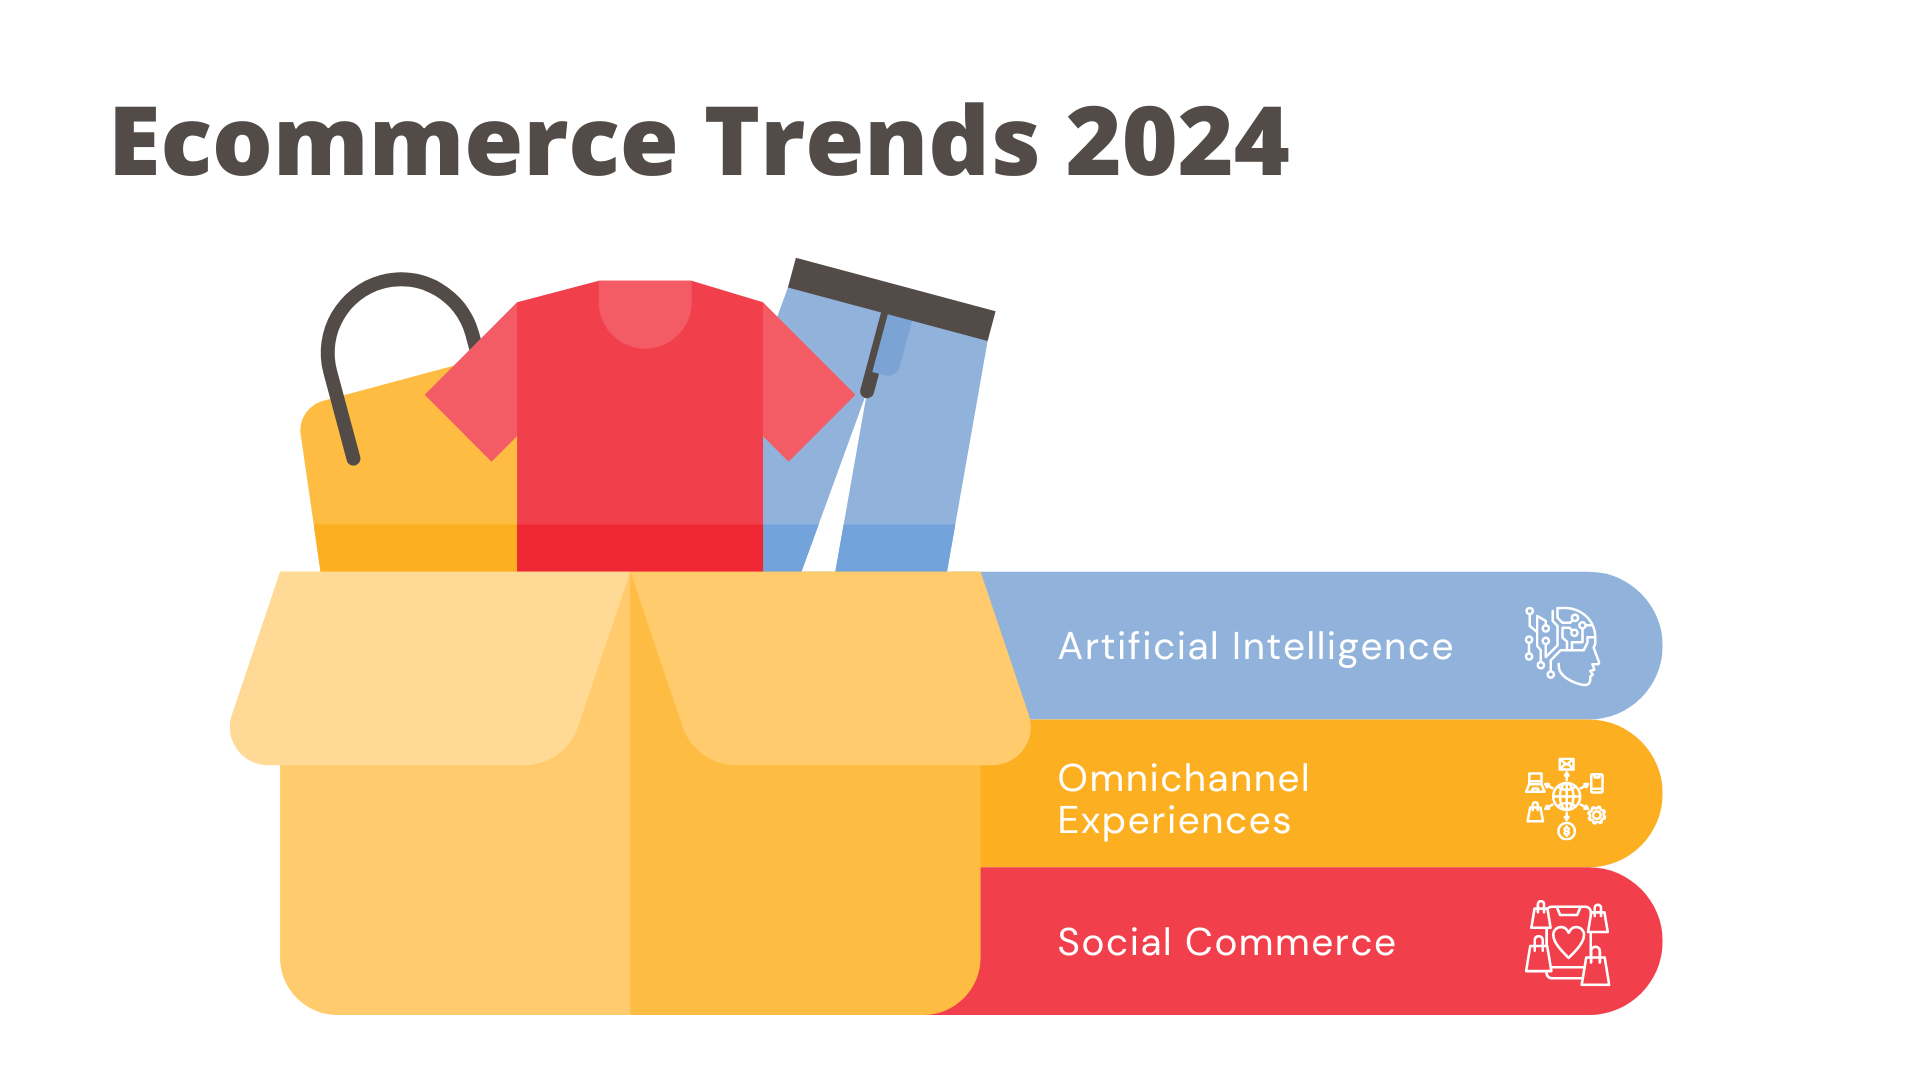 Ecommerce Trends 2024
Artificial Intelligence
Omnichannel
Experiences
Social Commerce